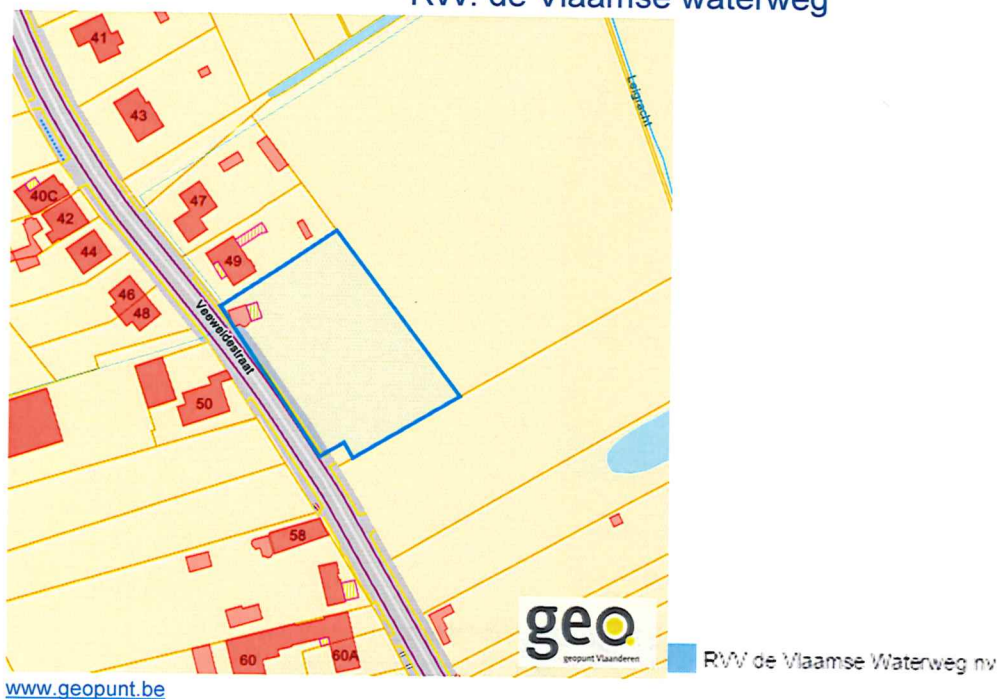 RVV: de Vlaamse waterweg
41
43
Leigracht
40C
42
44
47
49
46
48
Veeweidestraat
50
58
60
60A
geo
geopunt Vlaanderen
RVV de Vlaamse Waterweg nv
www.geopunt.be